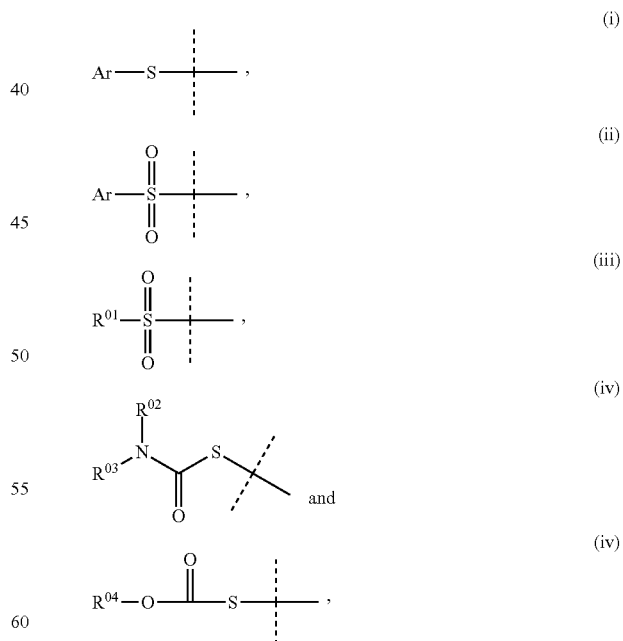 (i)
40 Ar—S ,
(ii)
O
Ar—S ,
45 O
(iii)
O
R⁰¹—S ,
50 O
(iv)
R⁰²
N S
R⁰³
55 O and
(iv)
O
R⁰⁴—O S ,
60